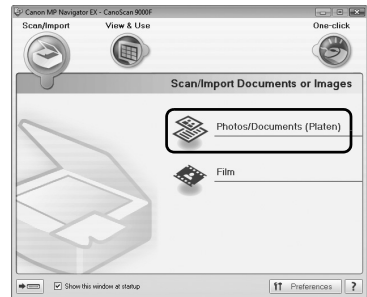 Canon MP Navigator EX - CanoScan 9000F
Scan/Import
View & Use
One-click
Scan/Import Documents or Images
Photos/Documents (Platen)
Film
Show this window at startup
Preferences
?